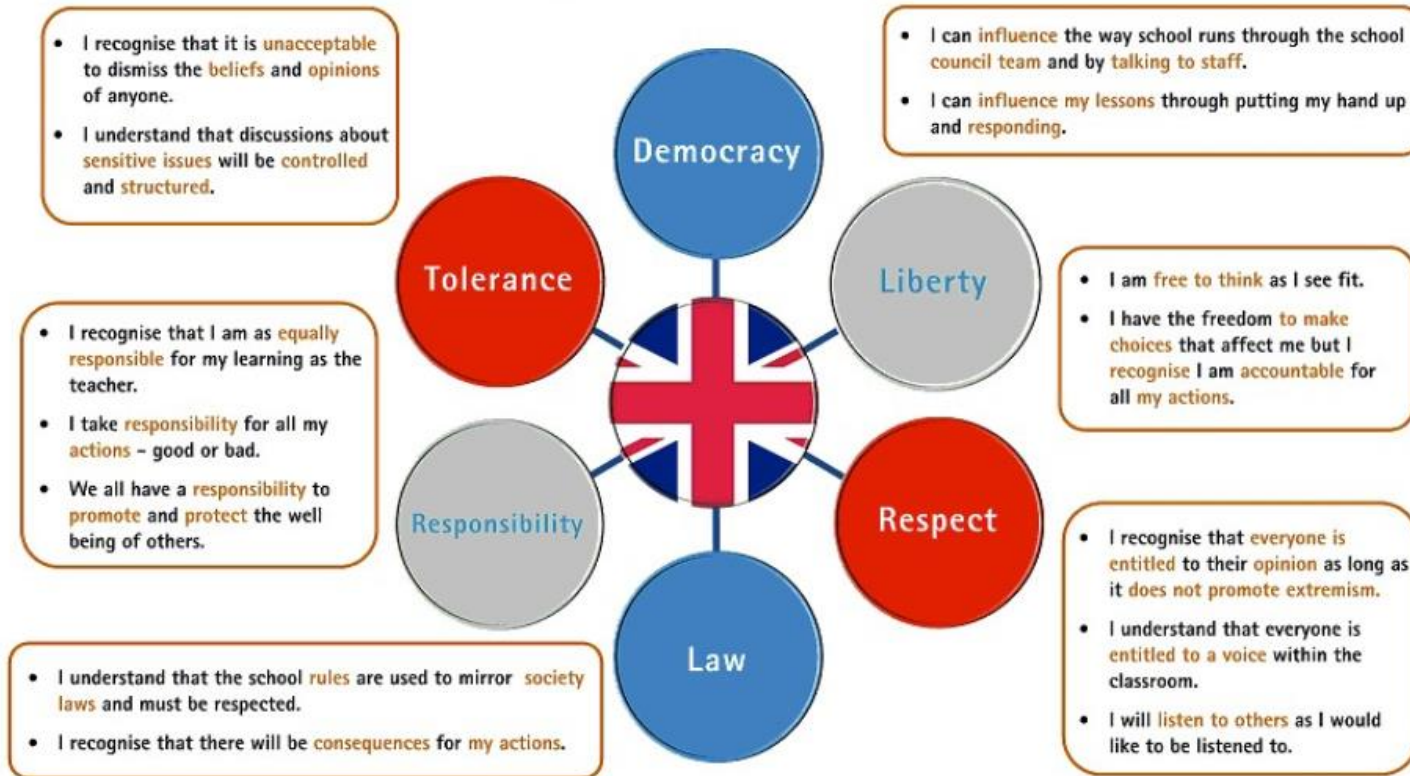 • I recognise that it is unacceptable
to dismiss the beliefs and opinions
of anyone.
• I understand that discussions about
sensitive issues will be controlled
and structured.
Democracy
• I can influence the way school runs through the school
council team and by talking to staff.
• I can influence my lessons through putting my hand up
and responding.
Tolerance
Liberty
• I am free to think as I see fit.
• I have the freedom to make
choices that affect me but I
recognise I am accountable for
all my actions.
• I recognise that I am as equally
responsible for my learning as the
teacher.
• I take responsibility for all my
actions – good or bad.
• We all have a responsibility to
promote and protect the well
being of others.
Responsibility
Respect
• I recognise that everyone is
entitled to their opinion as long as
it does not promote extremism.
• I understand that everyone is
entitled to a voice within the
classroom.
• I will listen to others as I would
like to be listened to.
Law
• I understand that the school rules are used to mirror society
laws and must be respected.
• I recognise that there will be consequences for my actions.